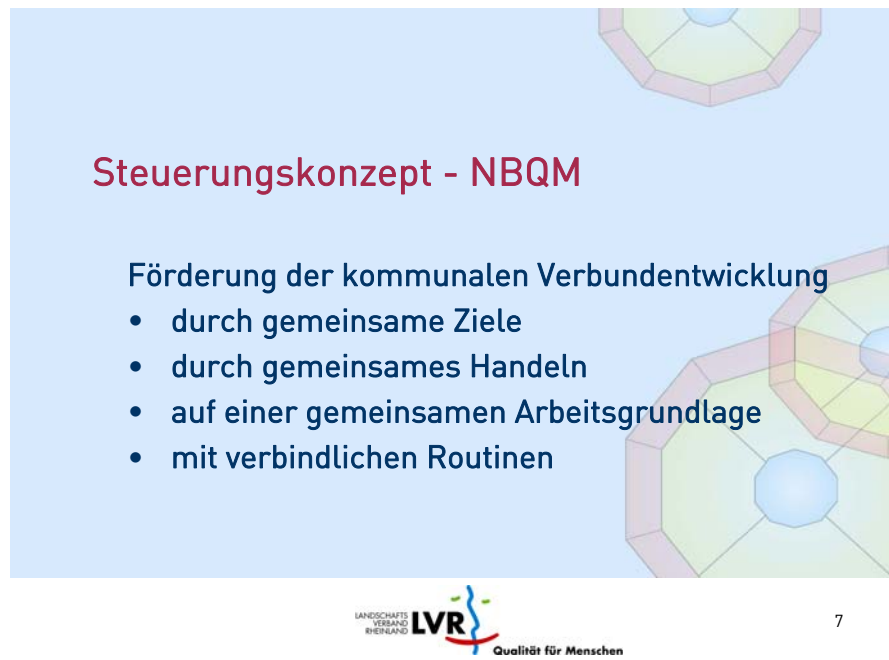 Steuerungskonzept - NBQM
Förderung der kommunalen Verbundentwicklung
• durch gemeinsame Ziele
• durch gemeinsames Handeln
• auf einer gemeinsamen Arbeitsgrundlage
• mit verbindlichen Routinen
LANDSCHAFTS
VERBAND
RHEINLAND
LVR
Qualität für Menschen
7